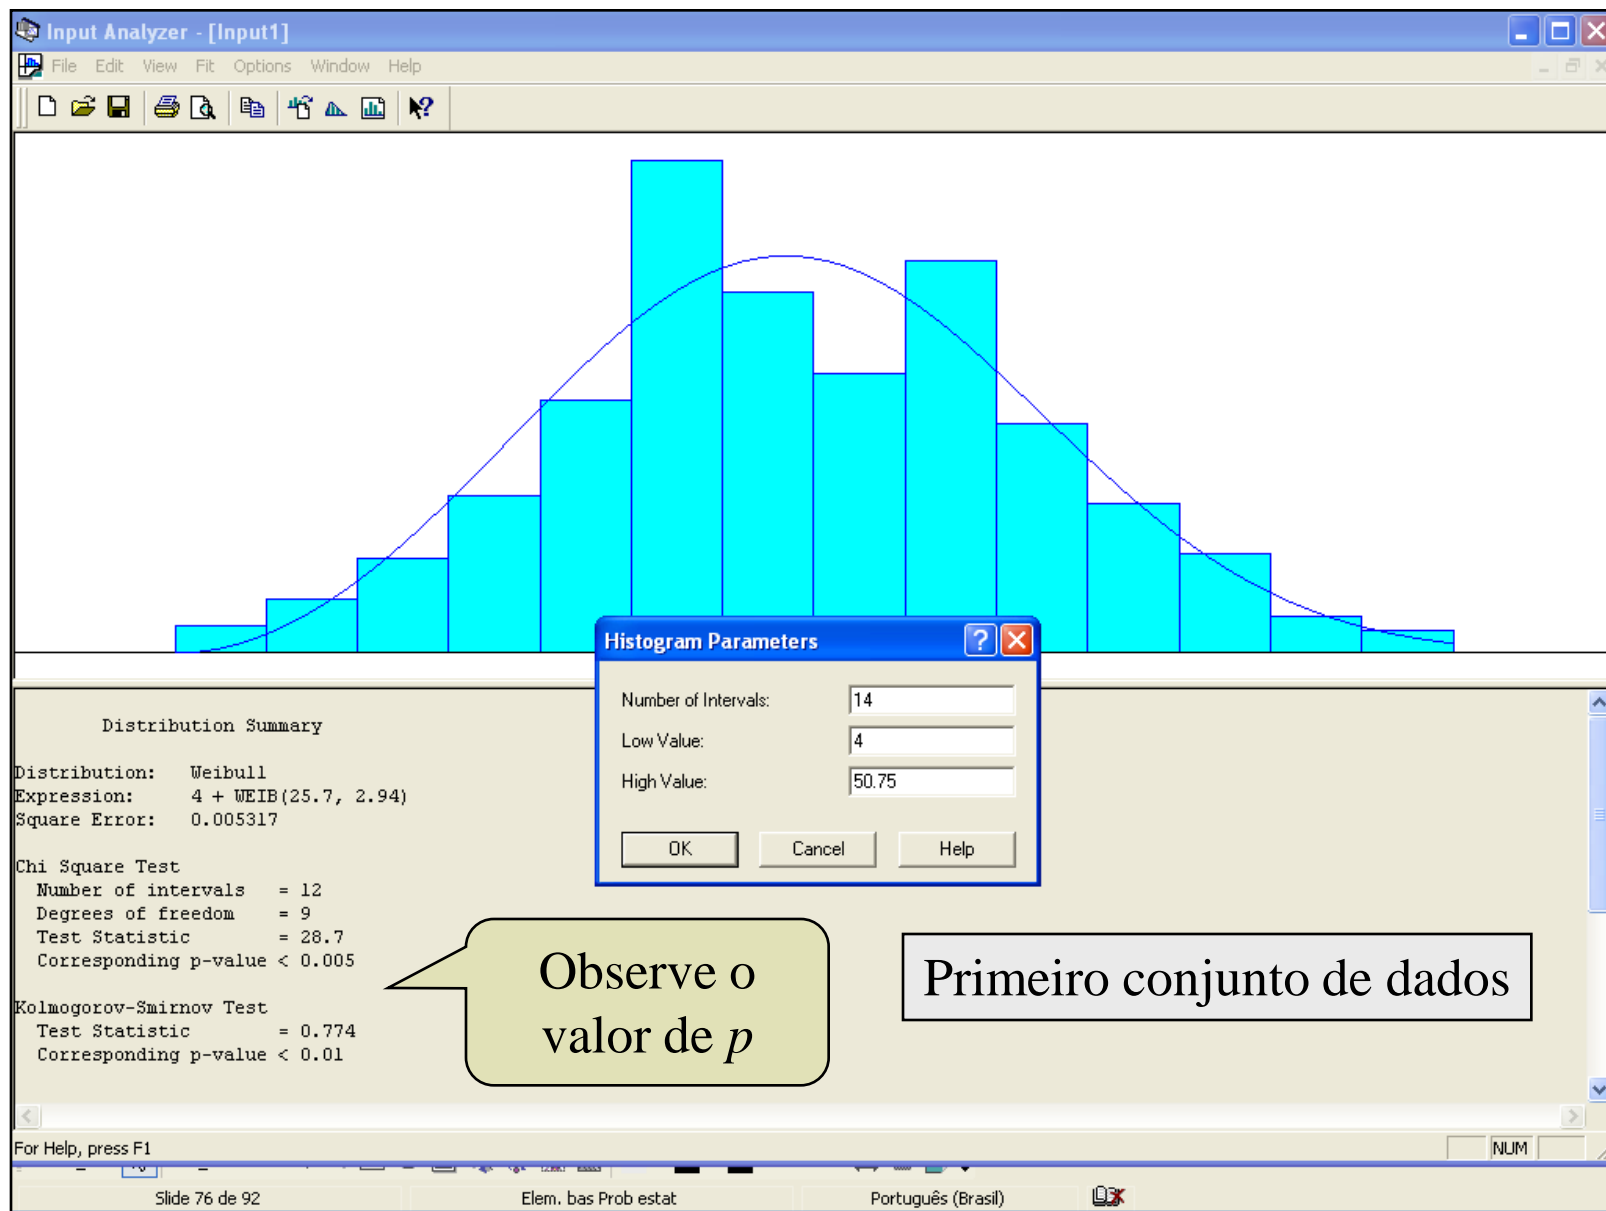 Input Analyzer - [Input1]
File Edit View Fit Options Window Help
Histogram Parameters
Number of Intervals: 14
Low Value: 4
High Value: 50.75
OK Cancel Help
Distribution Summary
Distribution: Weibull
Expression: 4 + WEIB(25.7, 2.94)
Square Error: 0.005317
Chi Square Test
Number of intervals = 12
Degrees of freedom = 9
Test Statistic = 28.7
Corresponding p-value < 0.005
Kolmogorov-Smirnov Test
Test Statistic = 0.774
Corresponding p-value < 0.01
Observe o
valor de p
Primeiro conjunto de dados
For Help, press F1
NUM
Slide 76 de 92 Elem. bas Prob estat Português (Brasil)